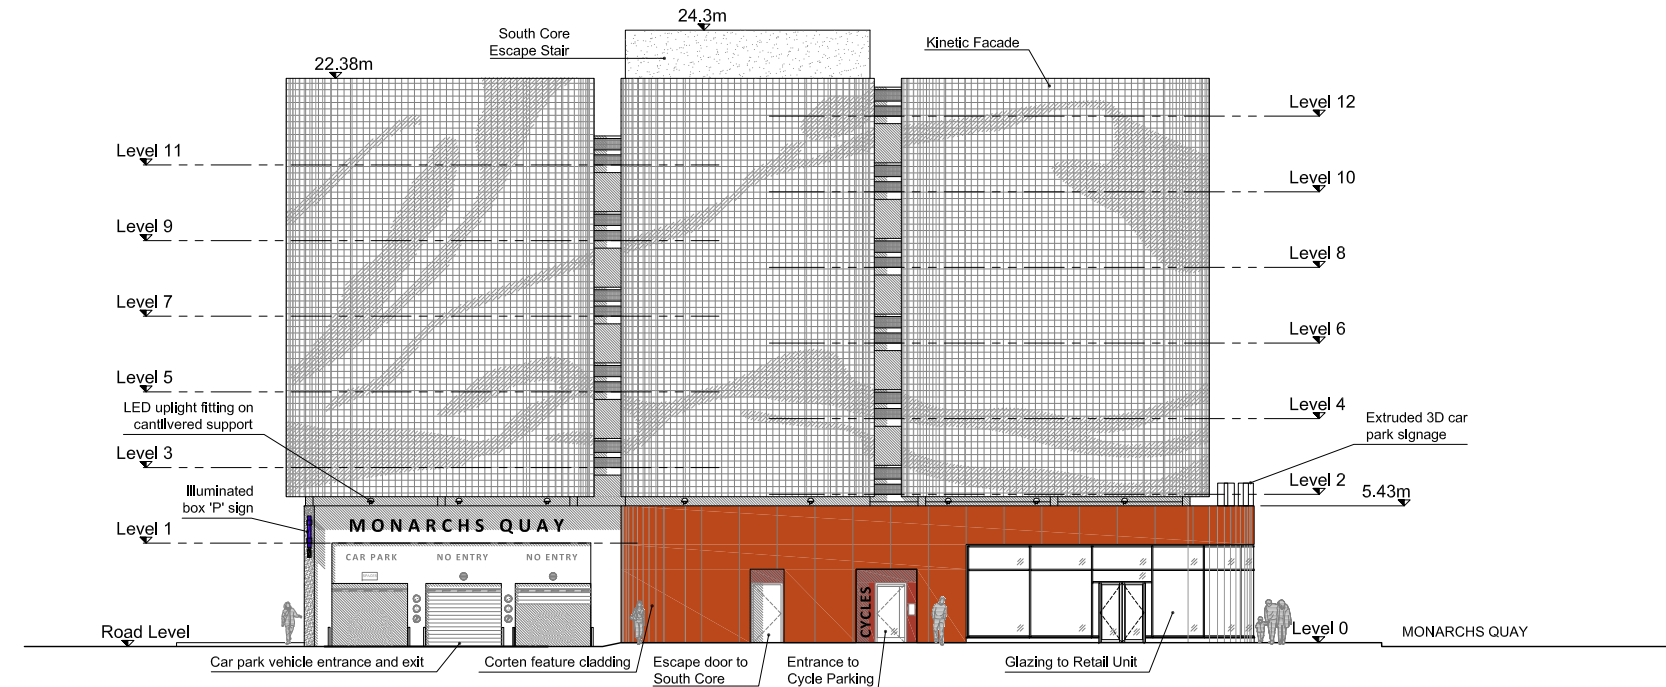 24.3m
South Core
Escape Stair
Kinetic Facade
22.38m
Level 12
Level 11
Level 10
Level 9
Level 8
Level 7
Level 6
Level 5
LED uplight fitting on
cantilvered support
Level 4
Extruded 3D car
park signage
Level 3
Illuminated
box 'P' sign
Level 2
5.43m
Level 1
MONARCHS QUAY
CAR PARK
NO ENTRY
NO ENTRY
CYCLES
Road Level
Level 0
MONARCHS QUAY
Car park vehicle entrance and exit
Corten feature cladding
Escape door to
South Core
Entrance to
Cycle Parking
Glazing to Retail Unit